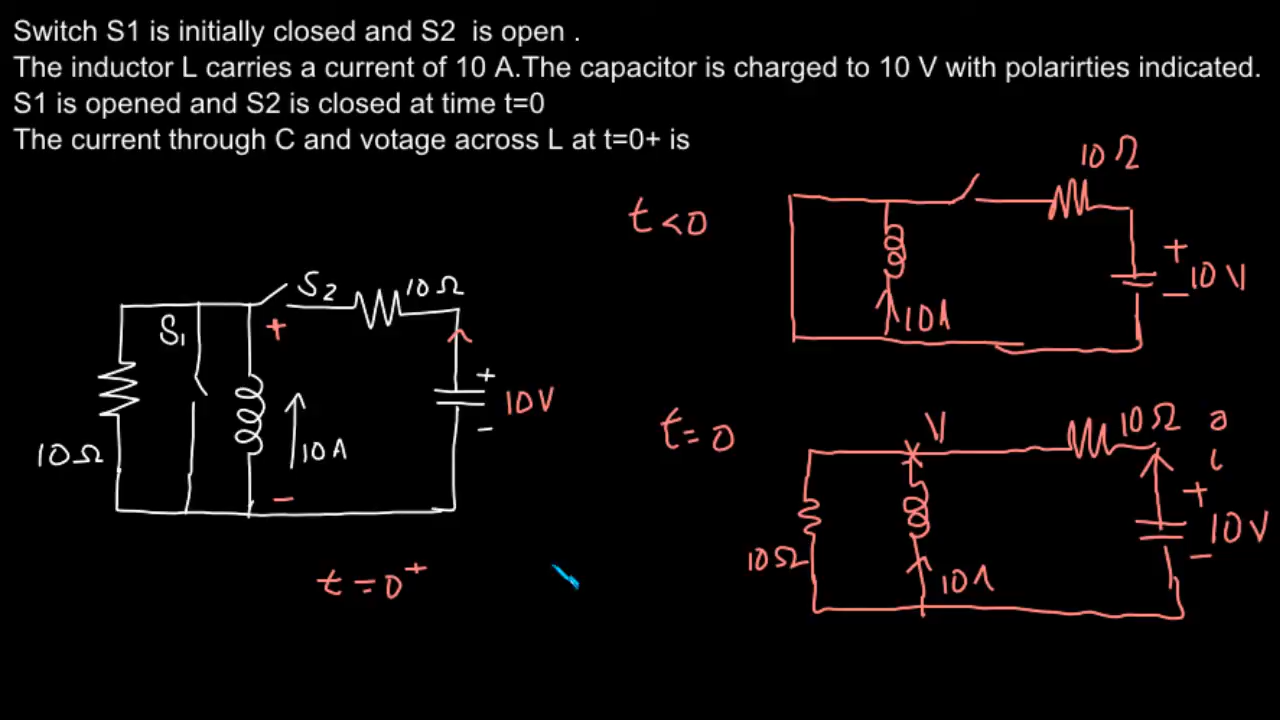 Switch S1 is initially closed and S2 is open .
The inductor L carries a current of 10 A.The capacitor is charged to 10 V with polarirties indicated.
S1 is opened and S2 is closed at time t=0
The current through C and votage across L at t=0+ is
10 Ω
t<0
+
10 V
-
10A
S2
10Ω
S1
+
+
10V
-
10A
10Ω
-
t=0+
t=0
V
10Ω
+
10V
-
10Ω
10A